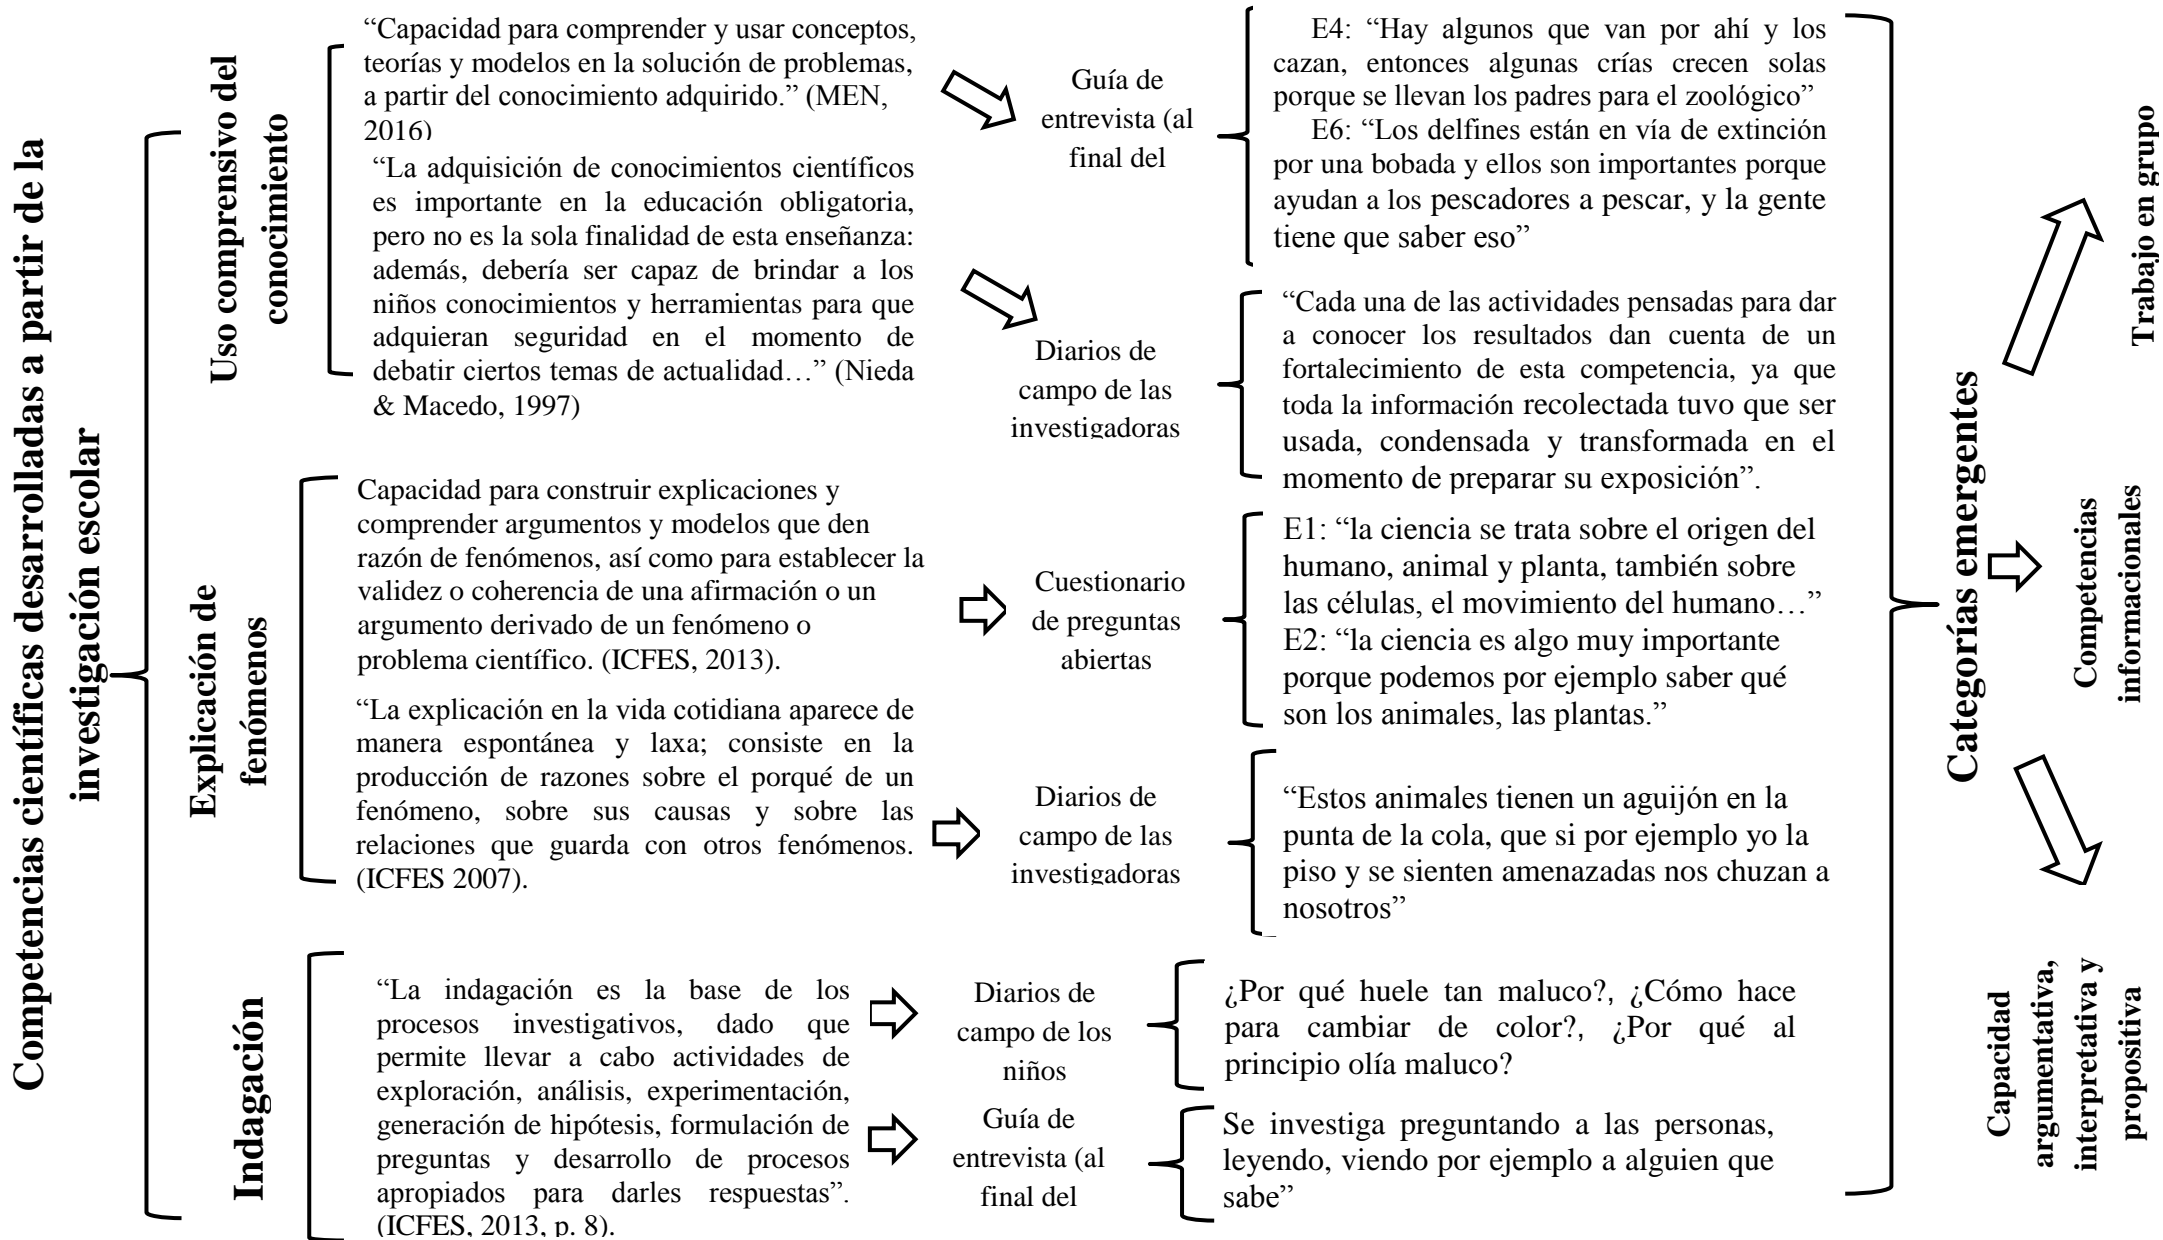 Competencias científicas desarrolladas a partir de la
investigación escolar
Uso comprensivo del
conocimiento
“Capacidad para comprender y usar conceptos,
teorías y modelos en la solución de problemas,
a partir del conocimiento adquirido.” (MEN,
2016)
“La adquisición de conocimientos científicos
es importante en la educación obligatoria,
pero no es la sola finalidad de esta enseñanza:
además, debería ser capaz de brindar a los
niños conocimientos y herramientas para que
adquieran seguridad en el momento de
debatir ciertos temas de actualidad…” (Nieda
& Macedo, 1997)
Guía de
entrevista (al
final del
E4: “Hay algunos que van por ahí y los
cazan, entonces algunas crías crecen solas
porque se llevan los padres para el zoológico”
E6: “Los delfines están en vía de extinción
por una bobada y ellos son importantes porque
ayudan a los pescadores a pescar, y la gente
tiene que saber eso”
Diarios de
campo de las
investigadoras
“Cada una de las actividades pensadas para dar
a conocer los resultados dan cuenta de un
fortalecimiento de esta competencia, ya que
toda la información recolectada tuvo que ser
usada, condensada y transformada en el
momento de preparar su exposición”.
Explicación de
fenómenos
Capacidad para construir explicaciones y
comprender argumentos y modelos que den
razón de fenómenos, así como para establecer la
validez o coherencia de una afirmación o un
argumento derivado de un fenómeno o
problema científico. (ICFES, 2013).
“La explicación en la vida cotidiana aparece de
manera espontánea y laxa; consiste en la
producción de razones sobre el porqué de un
fenómeno, sobre sus causas y sobre las
relaciones que guarda con otros fenómenos.
(ICFES 2007).
Cuestionario
de preguntas
abiertas
E1: “la ciencia se trata sobre el origen del
humano, animal y planta, también sobre
las células, el movimiento del humano…”
E2: “la ciencia es algo muy importante
porque podemos por ejemplo saber qué
son los animales, las plantas.”
Diarios de
campo de las
investigadoras
“Estos animales tienen un aguijón en la
punta de la cola, que si por ejemplo yo la
piso y se sienten amenazadas nos chuzan a
nosotros”
Indagación
“La indagación es la base de los
procesos investigativos, dado que
permite llevar a cabo actividades de
exploración, análisis, experimentación,
generación de hipótesis, formulación de
preguntas y desarrollo de procesos
apropiados para darles respuestas”.
(ICFES, 2013, p. 8).
Diarios de
campo de los
niños
¿Por qué huele tan maluco?, ¿Cómo hace
para cambiar de color?, ¿Por qué al
principio olía maluco?
Guía de
entrevista (al
final del
Se investiga preguntando a las personas,
leyendo, viendo por ejemplo a alguien que
sabe”
Categorías emergentes
Trabajo en grupo
Competencias
informacionales
Capacidad
argumentativa,
interpretativa y
propositiva